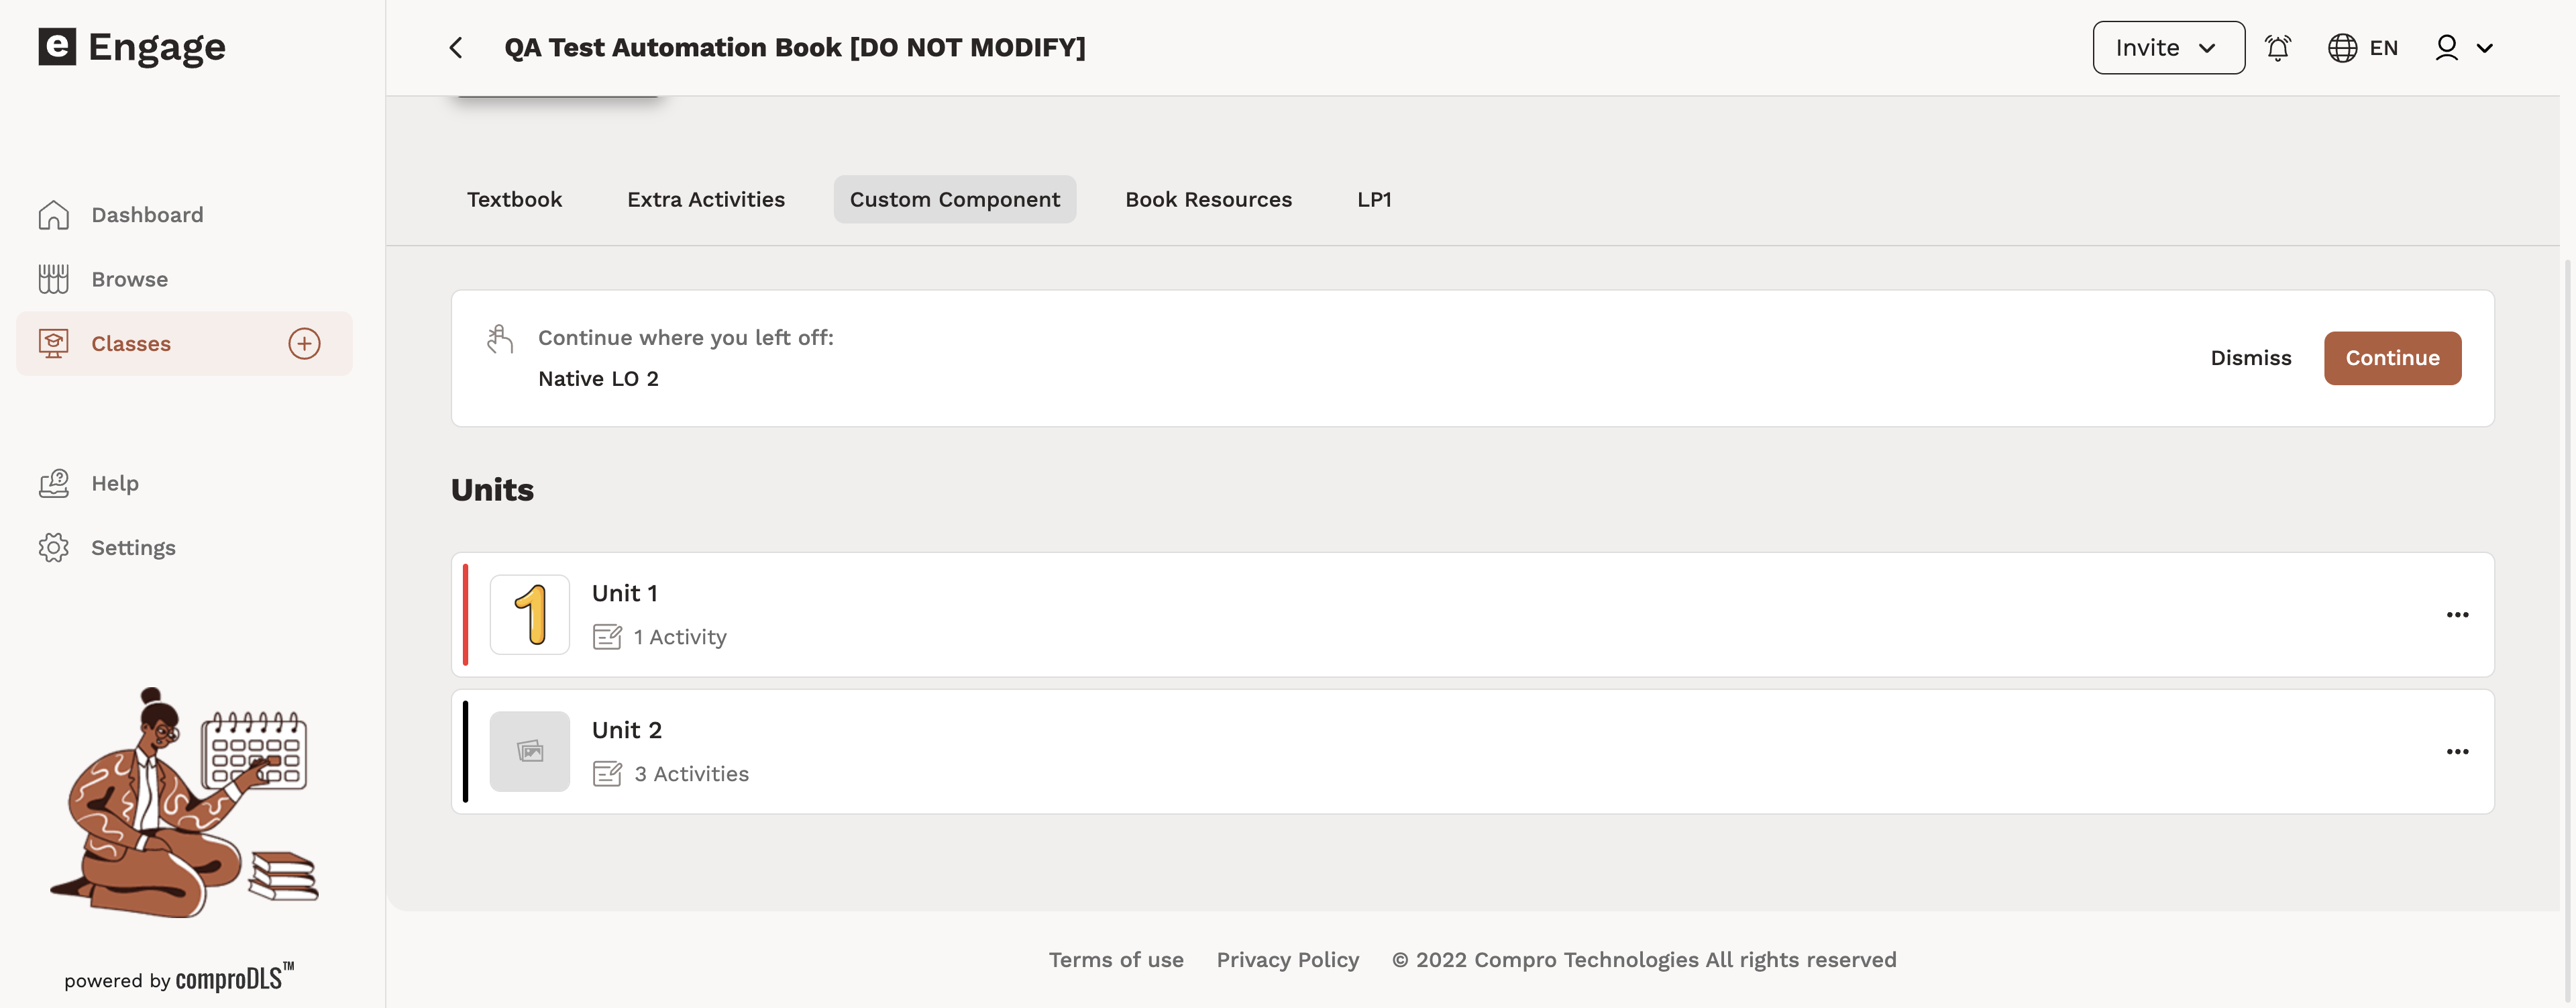 e Engage
QA Test Automation Book [DO NOT MODIFY]
Invite
EN
Dashboard
Browse
Classes
Help
Settings
powered by comproDLS™
Textbook
Extra Activities
Custom Component
Book Resources
LP1
Continue where you left off:
Native LO 2
Dismiss
Continue
Units
1
Unit 1
1 Activity
Unit 2
3 Activities
Terms of use
Privacy Policy
© 2022 Compro Technologies All rights reserved